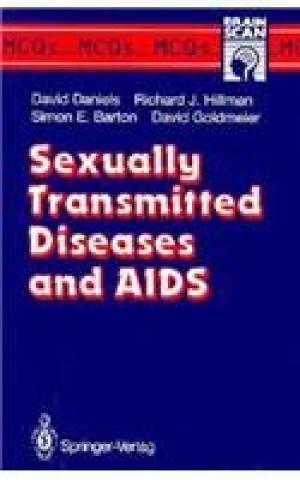 BRAIN
SCAN
MCQs. MCQs. MCQs.
David Daniels Richard J. Hillman
Simon E. Barton David Goldmeier
Sexually
Transmitted
Diseases
and AIDS
Springer-Verlag